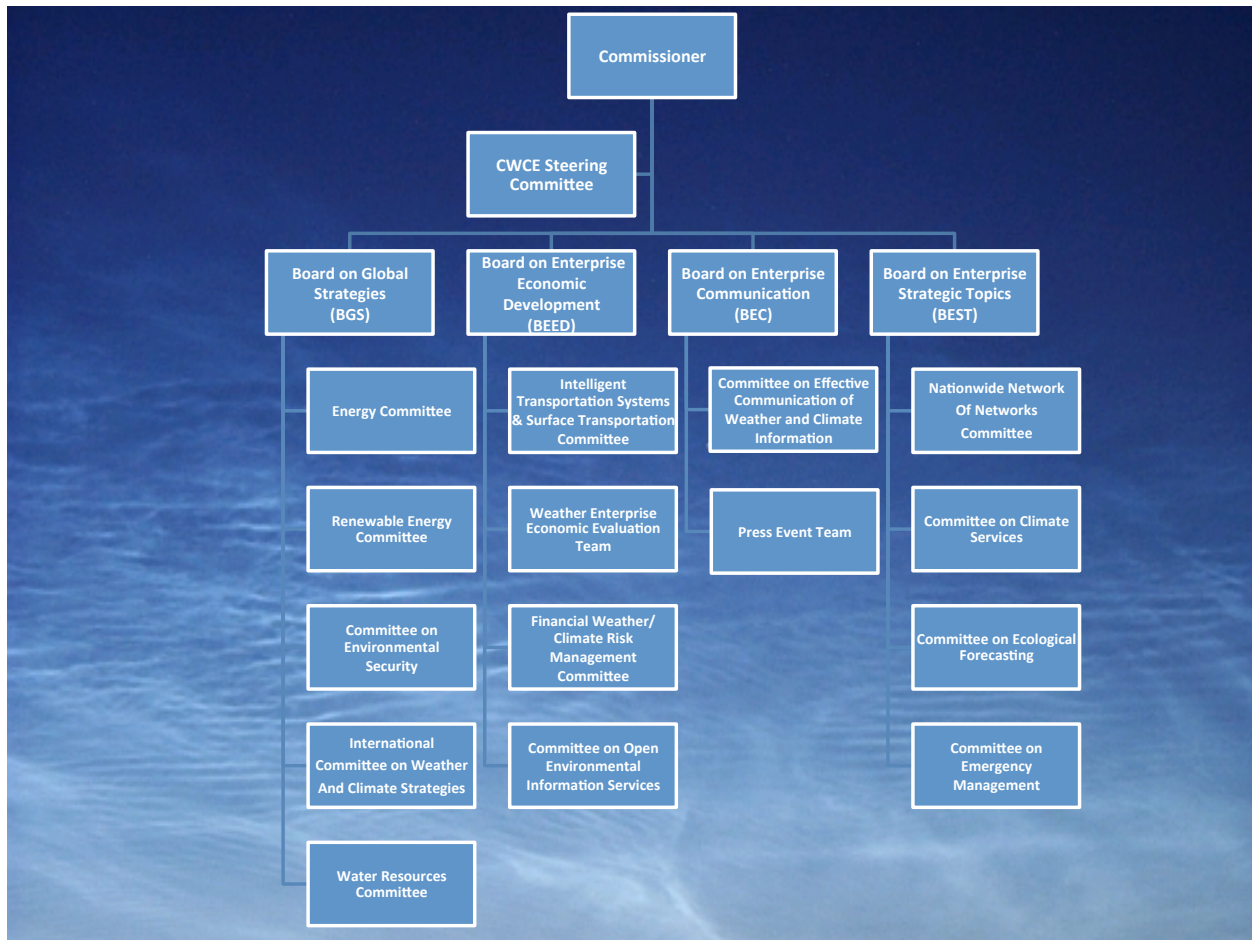 Commissioner
CWCE Steering
Committee
Board on Global
Strategies
(BGS)
Board on Enterprise
Economic
Development
(BEED)
Board on Enterprise
Communication
(BEC)
Board on Enterprise
Strategic Topics
(BEST)
Energy Committee
Renewable Energy
Committee
Committee on
Environmental
Security
International
Committee on Weather
And Climate Strategies
Water Resources
Committee
Intelligent
Transportation Systems
& Surface Transportation
Committee
Weather Enterprise
Economic Evaluation
Team
Financial Weather/
Climate Risk
Management
Committee
Committee on Open
Environmental
Information Services
Committee on Effective
Communication of
Weather and Climate
Information
Press Event Team
Nationwide Network
Of Networks
Committee
Committee on Climate
Services
Committee on Ecological
Forecasting
Committee on
Emergency
Management